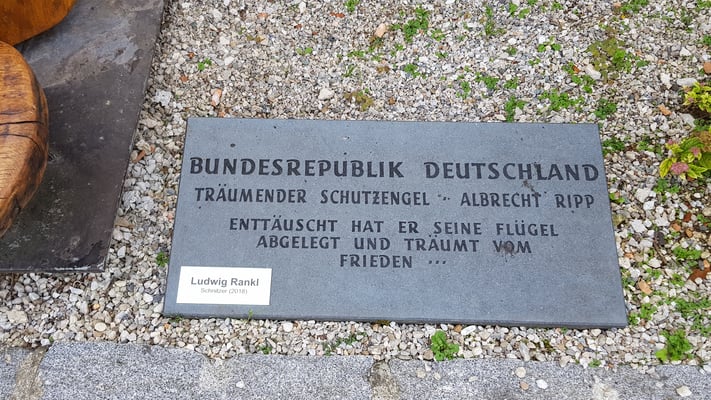 BUNDESREPUBLIK DEUTSCHLAND
TRÄUMENDER SCHUTZENGEL ·· ALBRECHT RIPP
ENTTÄUSCHT HAT ER SEINE FLÜGEL
ABGELEGT UND TRÄUMT VOM
FRIEDEN ···
Ludwig Rankl
Schnitzer (2018)